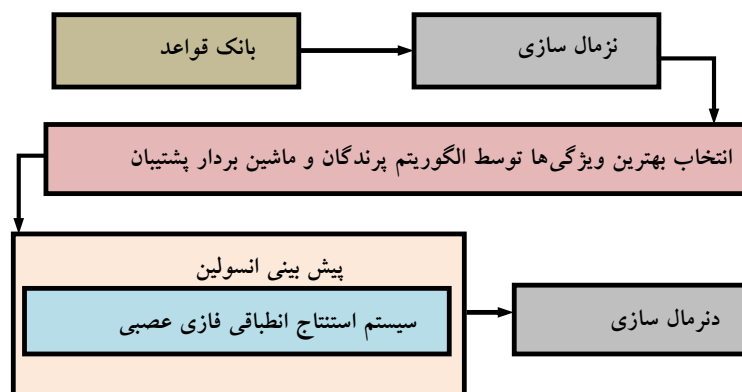 بانک قواعد
نزمال سازی
انتخاب بهترین ویژگی‌ها توسط الگوریتم پرندگان و ماشین بردار پشتیبان
پیش بینی انسولین
سیستم استنتاج انطباقی فازی عصبی
دنرمال سازی